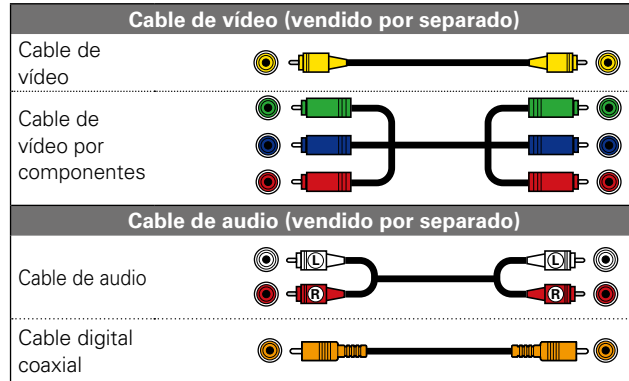 Cable de vídeo (vendido por separado)
Cable de
vídeo
Cable de
vídeo por
componentes
Cable de audio (vendido por separado)
Cable de audio
L
L
R
R
Cable digital
coaxial